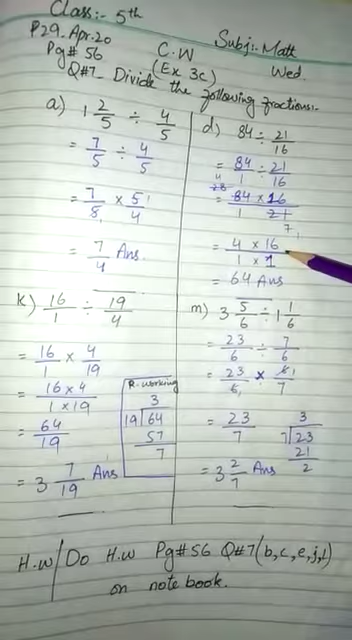 Class:- 5th
P29-Apr.20
Subj:- Math
Pg# 56
C.W
Wed.
(Ex 3c)
Q#7 Divide the following fractions:-
a) 1 2/5 ÷ 4/5
= 7/5 ÷ 4/5
= 7/5 × 5/4
= 7/4 Ans
d) 84 ÷ 21/16
= 84/1 ÷ 21/16
4
28
= 84 × 16 / 1 21
7
1
= 4 × 16 / 1 × 1
= 64 Ans
k) 16/1 ÷ 19/4
= 16/1 × 4/19
= 16 × 4 / 1 × 19
= 64/19
= 3 7/19 Ans
R. working
3
19 64
57
7
m) 3 5/6 ÷ 1 1/6
= 23/6 ÷ 7/6
= 23/6 × 6/7
= 23/7
= 3 2/7 Ans
3
7 23
21
2
H.W/ Do H.W Pg#56 Q#7(b,c,e,j,l)
on note book.